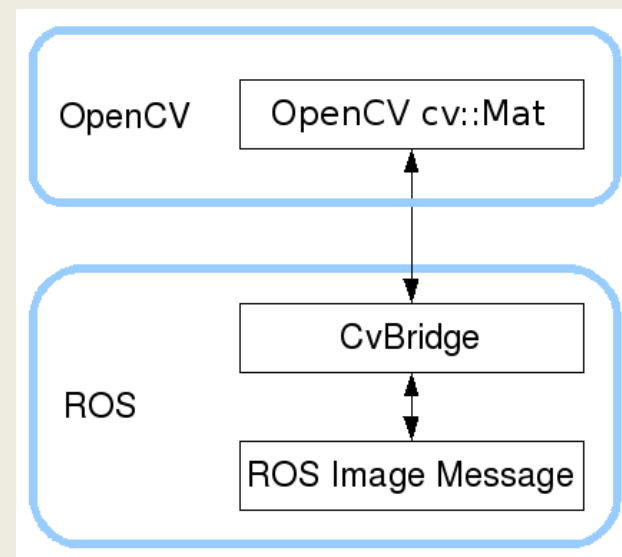 OpenCV
OpenCV cv::Mat
CvBridge
ROS
ROS Image Message